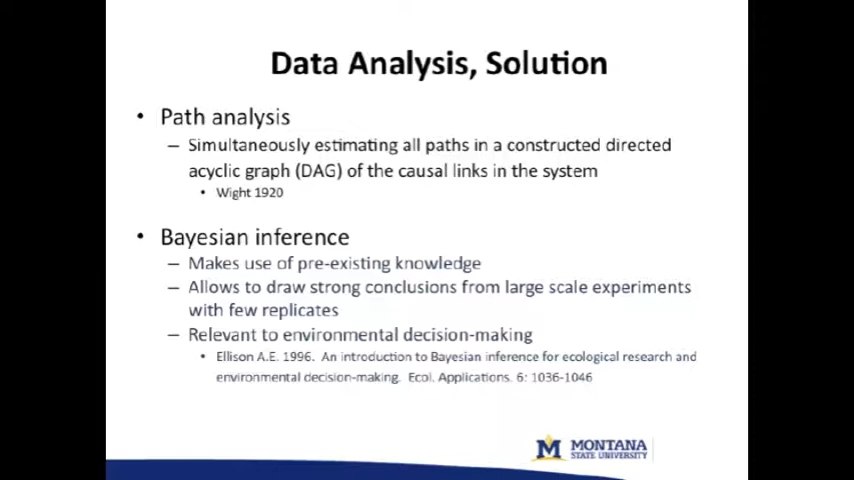 Data Analysis, Solution
• Path analysis
– Simultaneously estimating all paths in a constructed directed
acyclic graph (DAG) of the causal links in the system
• Wight 1920
• Bayesian inference
– Makes use of pre-existing knowledge
– Allows to draw strong conclusions from large scale experiments
with few replicates
– Relevant to environmental decision-making
• Ellison A.E. 1996. An introduction to Bayesian inference for ecological research and
environmental decision-making. Ecol. Applications. 6: 1036-1046
M MONTANA
STATE UNIVERSITY